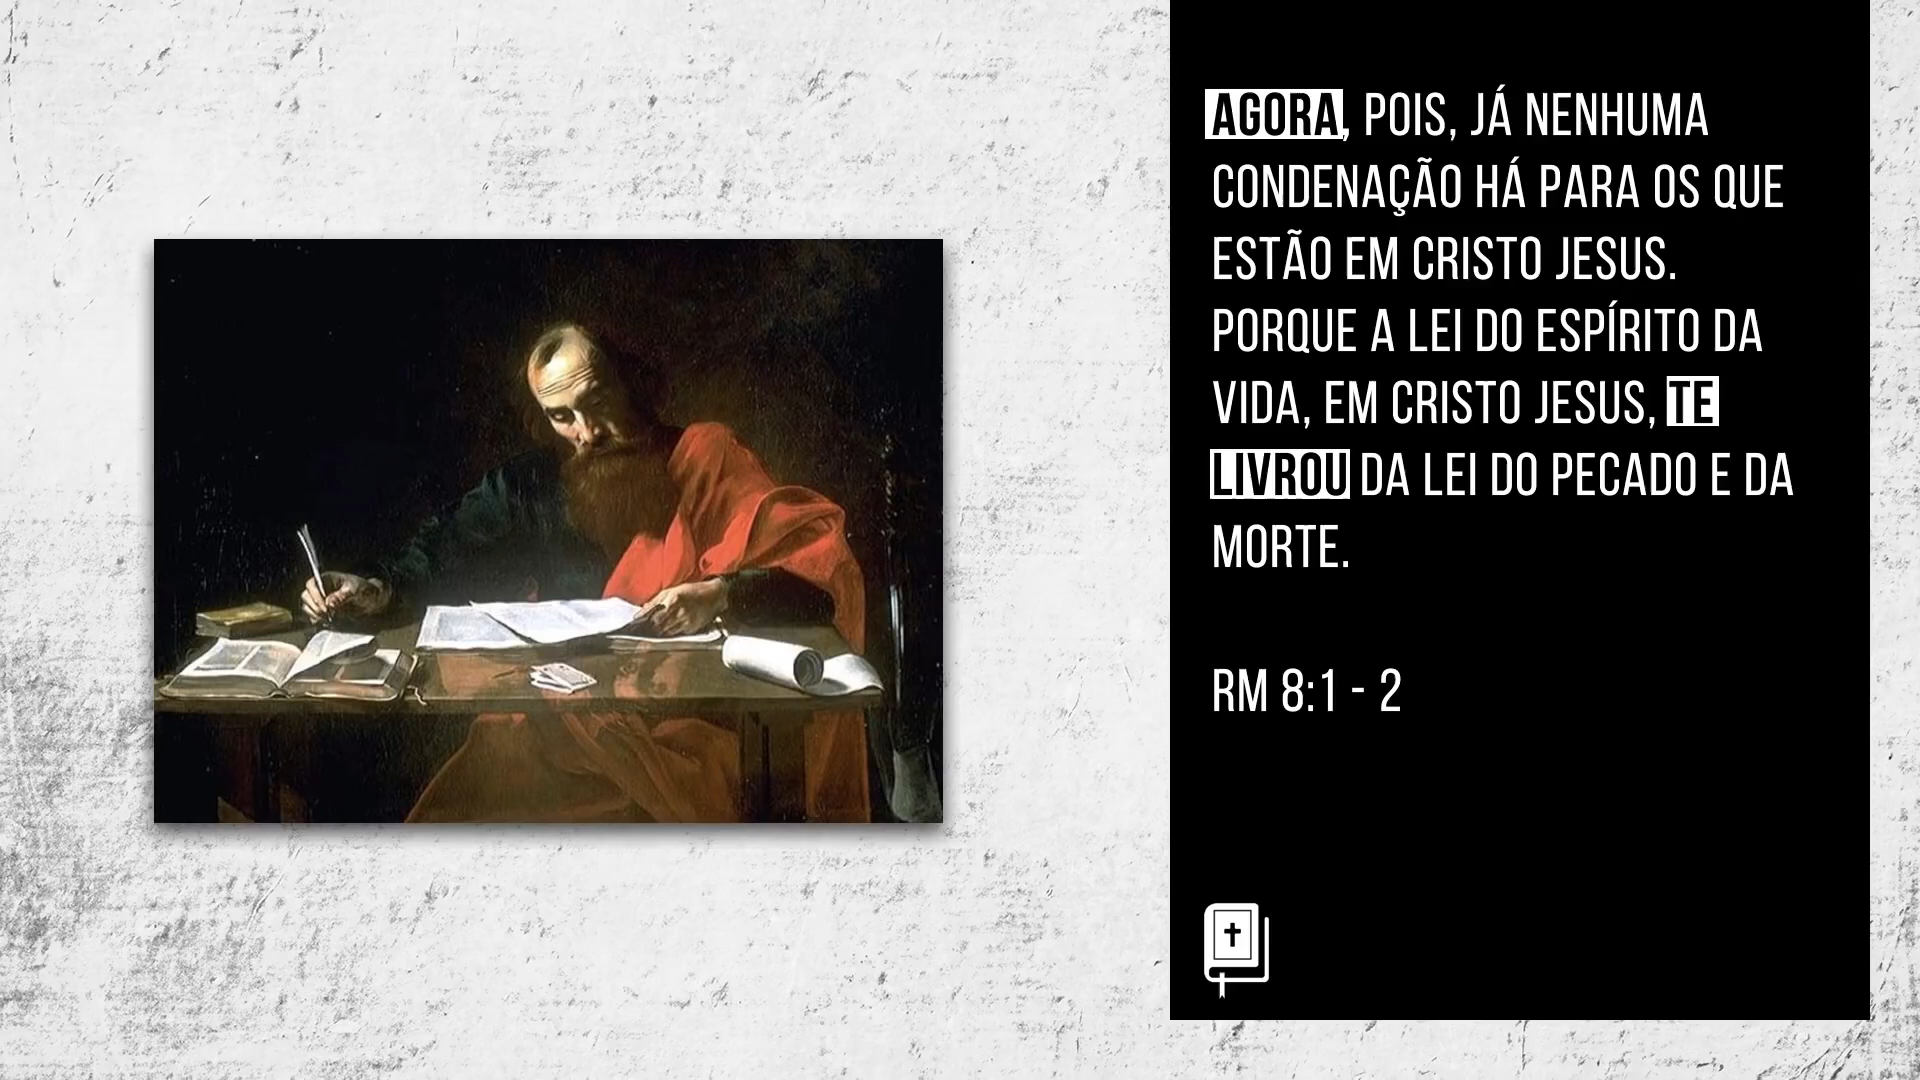 AGORA, POIS, JÁ NENHUMA
CONDENAÇÃO HÁ PARA OS QUE
ESTÃO EM CRISTO JESUS.
PORQUE A LEI DO ESPÍRITO DA
VIDA, EM CRISTO JESUS, TE
LIVROU DA LEI DO PECADO E DA
MORTE.
RM 8:1 - 2